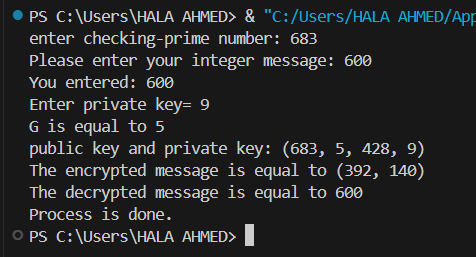 PS C:\Users\HALA AHMED> & "C:/Users/HALA AHMED/App
enter checking-prime number: 683
Please enter your integer message: 600
You entered: 600
Enter private key= 9
G is equal to 5
public key and private key: (683, 5, 428, 9)
The encrypted message is equal to (392, 140)
The decrypted message is equal to 600
Process is done.
PS C:\Users\HALA AHMED>